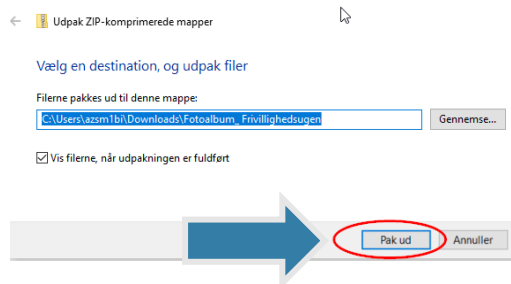 Udpak ZIP-komprimerede mapper
Vælg en destination, og udpak filer
Filerne pakkes ud til denne mappe:
C:\Users\azsm1bi\Downloads\Fotoalbum_ Frivillighedsugen
Gennemse...
Vis filerne, når udpakningen er fuldført
Pak ud
Annuller